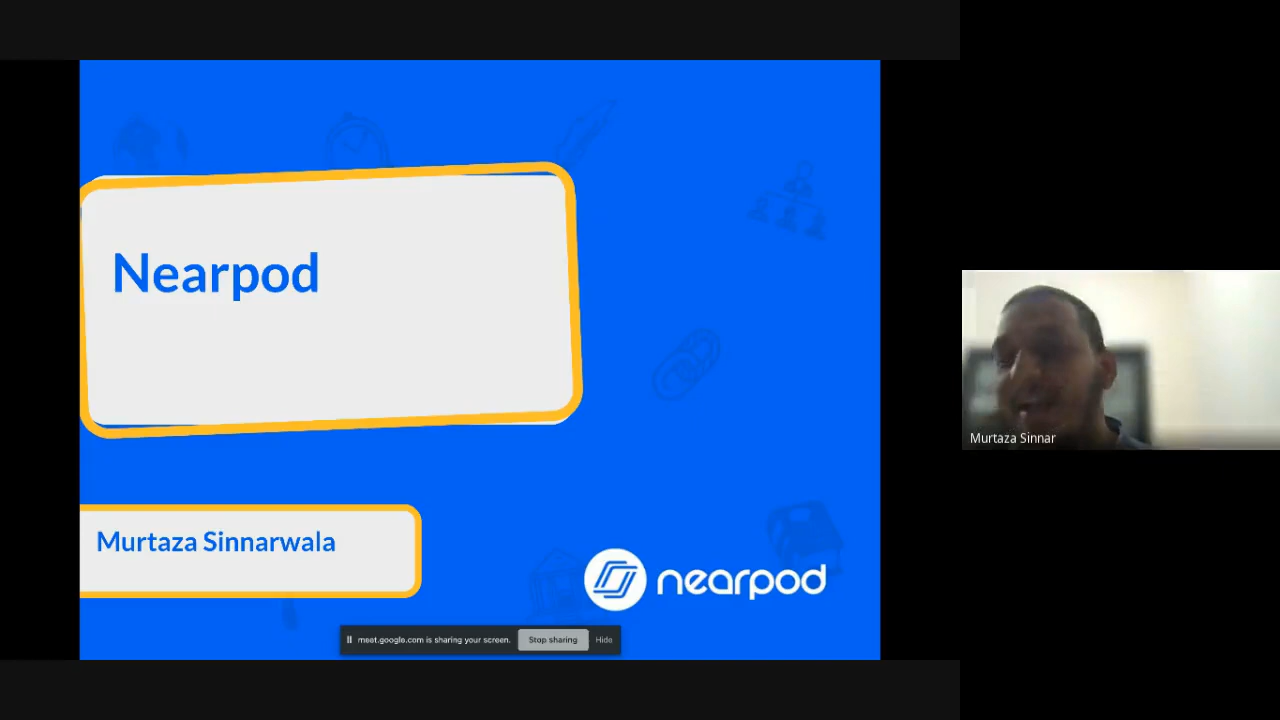 Nearpod
Murtaza Sinnarwala
nearpod
meet.google.com is sharing your screen. Stop sharing Hide
Murtaza Sinnar